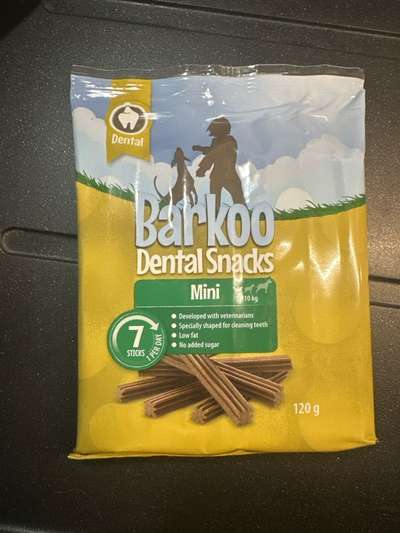 Dental
Barkoo
Dental Snacks
Mini
10 kg
• Developed with veterinarians
• Specially shaped for cleaning teeth
• Low fat
• No added sugar
7
STICKS
1 PER DAY
120 g